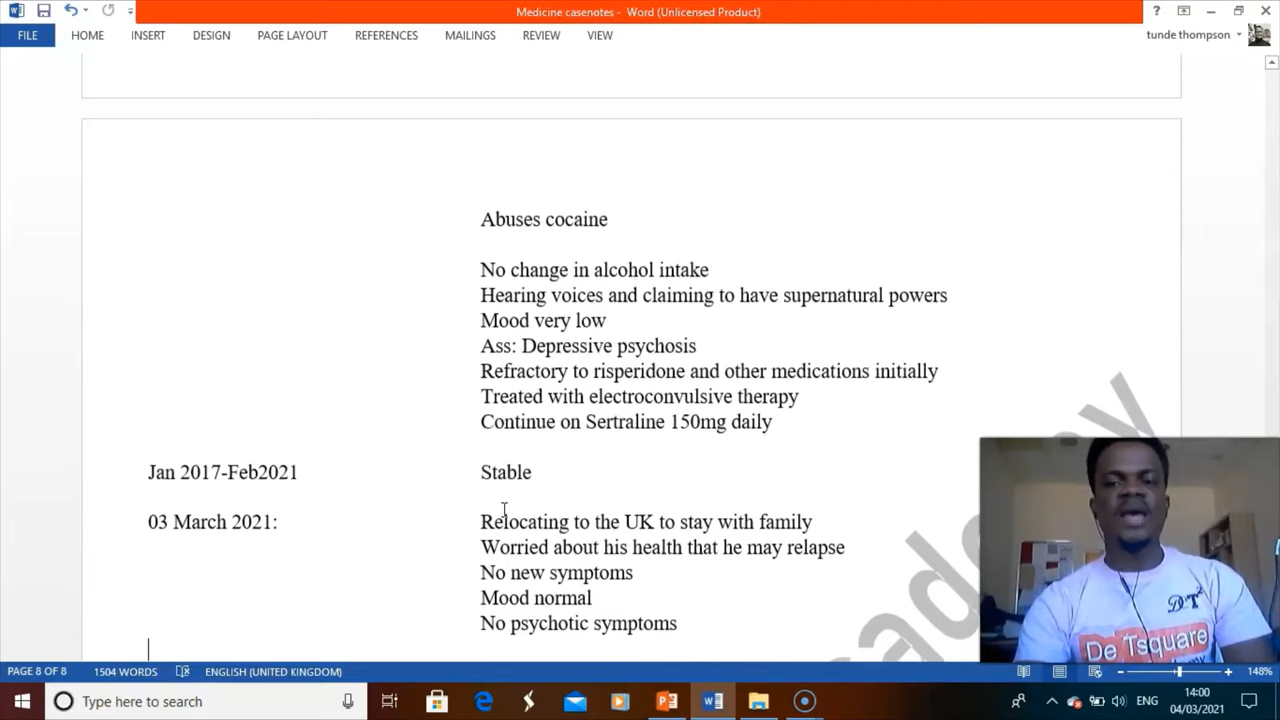 Medicine casenotes - Word (Unlicensed Product)
FILE HOME INSERT DESIGN PAGE LAYOUT REFERENCES MAILINGS REVIEW VIEW
tunde thompson
Abuses cocaine
No change in alcohol intake
Hearing voices and claiming to have supernatural powers
Mood very low
Ass: Depressive psychosis
Refractory to risperidone and other medications initially
Treated with electroconvulsive therapy
Continue on Sertraline 150mg daily
Jan 2017-Feb2021 Stable
03 March 2021: Relocating to the UK to stay with family
Worried about his health that he may relapse
No new symptoms
Mood normal
No psychotic symptoms
De Tsquare
PAGE 8 OF 8 1504 WORDS ENGLISH (UNITED KINGDOM) 148%
Type here to search
ENG
14:00
04/03/2021